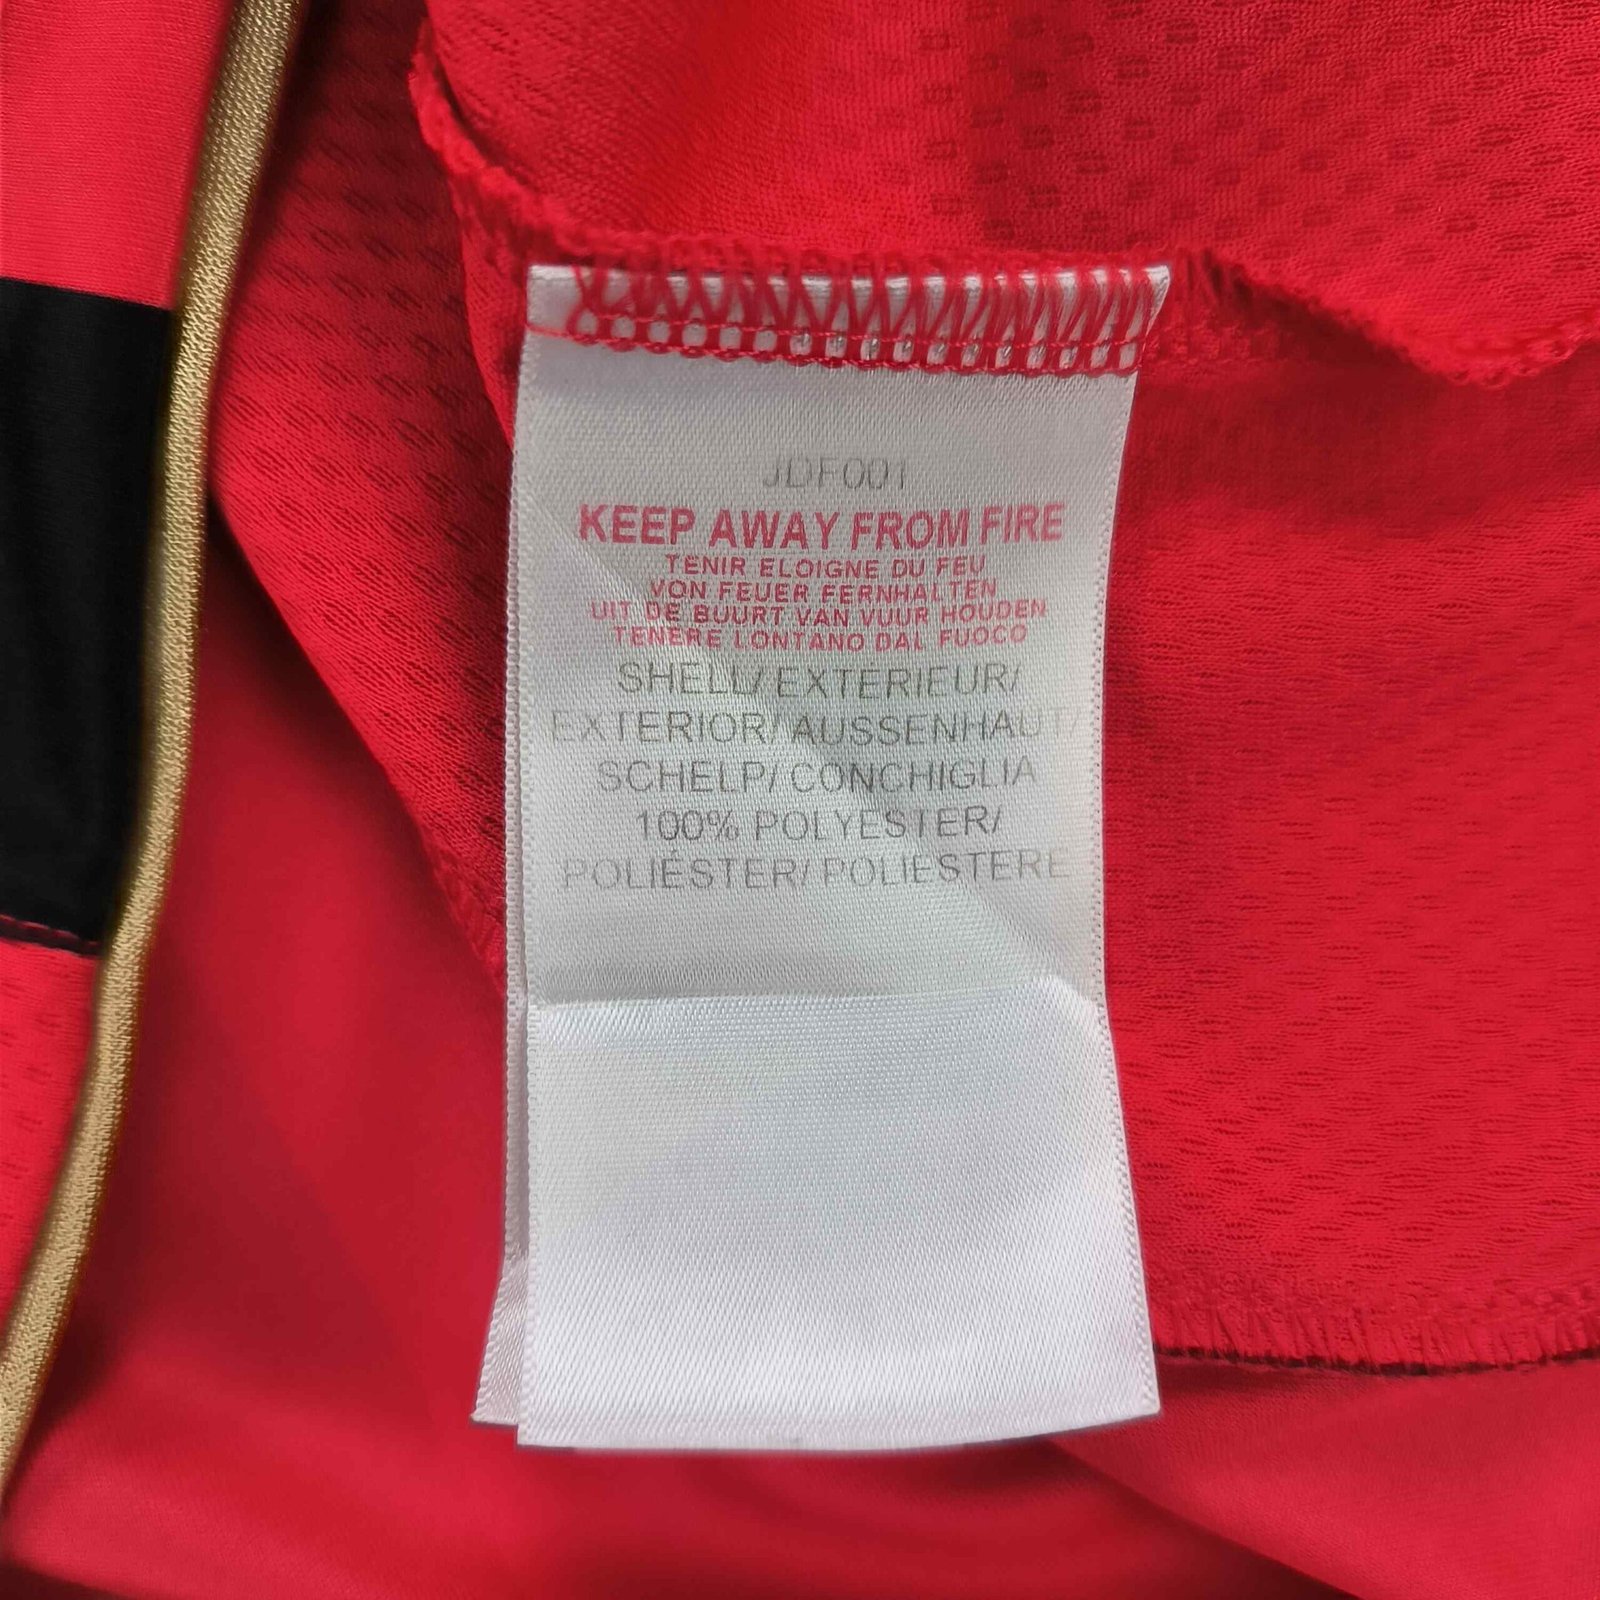 JDF001
KEEP AWAY FROM FIRE
TENIR ELOIGNE DU FEU
VON FEUER FERNHALTEN
UIT DE BUURT VAN VUUR HOUDEN
TENERE LONTANO DAL FUOCO
SHELL/ EXTERIEUR/
EXTERIOR/ AUSSENHAUT/
SCHELP/ CONCHIGLIA
100% POLYESTER/
POLIÉSTER/ POLIESTERE